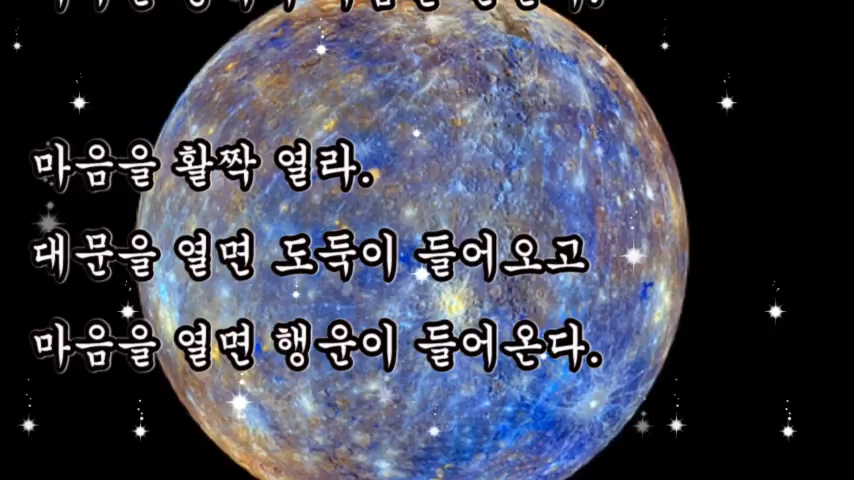 마음을 활짝 열라.
대문을 열면 도둑이 들어오고
마음을 열면 행운이 들어온다.